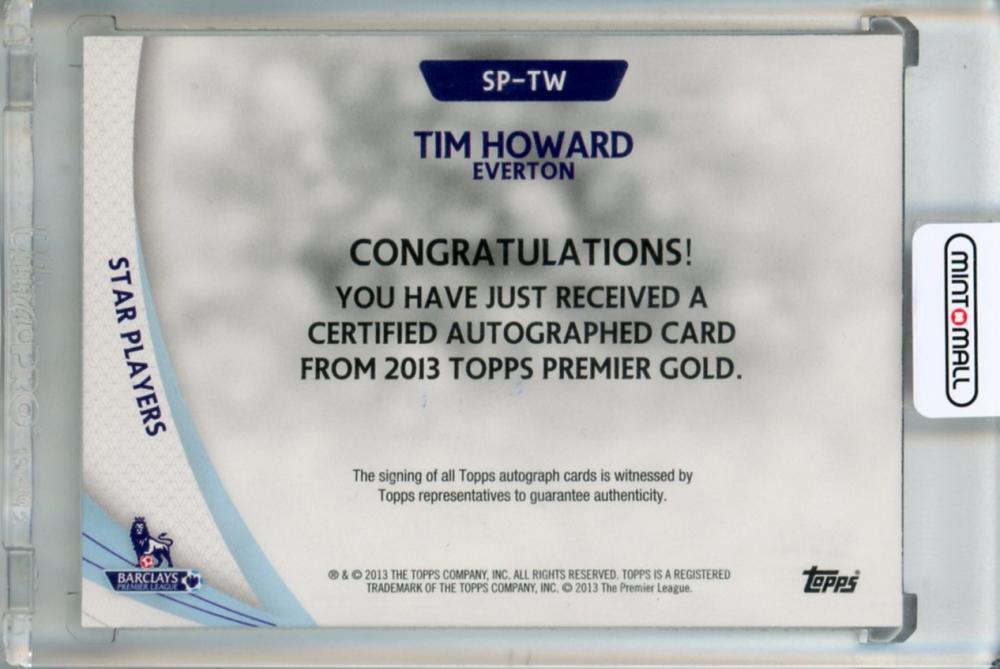 SP-TW
TIM HOWARD
EVERTON
CONGRATULATIONS!
YOU HAVE JUST RECEIVED A
CERTIFIED AUTOGRAPHED CARD
FROM 2013 TOPPS PREMIER GOLD.
STAR PLAYERS
The signing of all Topps autograph cards is witnessed by
Topps representatives to guarantee authenticity.
BARCLAYS
PREMIER LEAGUE
® & © 2013 THE TOPPS COMPANY, INC. ALL RIGHTS RESERVED. TOPPS IS A REGISTERED
TRADEMARK OF THE TOPPS COMPANY, INC. © 2013 The Premier League.
topps
MINT MALL